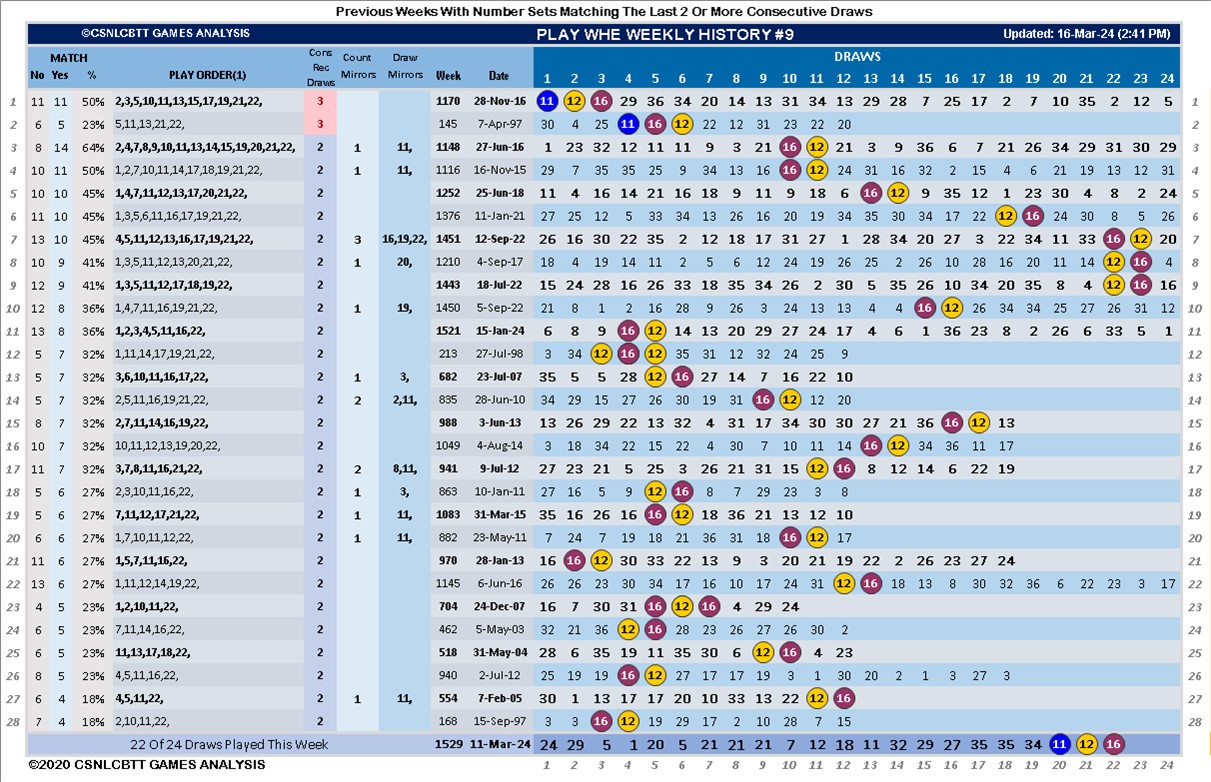 Previous Weeks With Number Sets Matching The Last 2 Or More Consecutive Draws
©CSNLCBTT GAMES ANALYSIS PLAY WHE WEEKLY HISTORY #9 Updated: 16-Mar-24 (2:41 PM)
MATCH Cons Rec Draws Count Mirrors Draw Mirrors DRAWS
No Yes % PLAY ORDER(1) Week Date 1 2 3 4 5 6 7 8 9 10 11 12 13 14 15 16 17 18 19 20 21 22 23 24
1 11 11 50% 2,3,5,10,11,13,15,17,19,21,22, 3 1170 28-Nov-16 11 12 16 29 36 34 20 14 13 31 34 13 29 28 7 25 17 2 7 10 35 2 12 5 1
2 6 5 23% 5,11,13,21,22, 3 145 7-Apr-97 30 4 25 11 16 12 22 12 31 23 22 20 2
3 8 14 64% 2,4,7,8,9,10,11,13,14,15,19,20,21,22, 2 1 11, 1148 27-Jun-16 1 23 32 12 11 11 9 3 21 16 12 21 3 9 36 6 7 21 26 34 29 31 30 29 3
4 10 11 50% 1,2,7,10,11,14,17,18,19,21,22, 2 1 11, 1116 16-Nov-15 29 7 35 35 25 9 34 13 16 16 12 24 31 16 32 15 4 6 21 19 13 12 31 4
5 10 10 45% 1,4,7,11,12,13,17,20,21,22, 2 1252 25-Jun-18 11 4 16 14 21 16 18 9 11 9 18 6 16 12 9 35 12 1 23 30 4 8 2 24 5
6 11 10 45% 1,3,5,6,11,16,17,19,21,22, 2 1376 11-Jan-21 27 25 12 5 33 34 13 26 16 20 19 34 35 30 34 17 22 12 16 24 30 8 5 26 6
7 13 10 45% 4,5,11,12,13,16,17,19,21,22, 2 3 16,19,22, 1451 12-Sep-22 26 16 30 22 35 2 12 18 17 31 27 1 28 34 20 27 3 22 34 11 33 16 12 20 7
8 10 9 41% 1,3,5,11,12,13,20,21,22, 2 1 20, 1210 4-Sep-17 18 4 19 14 11 2 5 6 12 24 19 26 25 2 26 10 28 16 20 11 14 12 16 4 8
9 12 9 41% 1,3,5,11,12,17,18,19,22, 2 1443 18-Jul-22 15 24 28 16 26 33 18 35 34 26 2 30 5 35 26 10 34 20 35 8 4 12 16 16 9
10 12 8 36% 1,4,7,11,16,19,21,22, 2 1 19, 1450 5-Sep-22 21 8 1 2 16 28 9 26 3 24 13 13 4 4 16 12 26 34 34 25 27 26 31 12 10
11 13 8 36% 1,2,3,4,5,11,16,22, 2 1521 15-Jan-24 6 8 9 16 12 14 13 20 29 27 24 17 4 6 1 36 23 8 2 26 6 33 5 1 11
12 5 7 32% 1,11,14,17,19,21,22, 2 213 27-Jul-98 3 34 12 16 12 35 31 12 32 24 25 9 12
13 5 7 32% 3,6,10,11,16,17,22, 2 1 3, 682 23-Jul-07 35 5 5 28 12 16 27 14 7 16 22 10 13
14 5 7 32% 2,5,11,16,19,21,22, 2 2 2,11, 835 28-Jun-10 34 29 15 27 26 30 19 31 16 12 12 20 14
15 8 7 32% 2,7,11,14,16,19,22, 2 988 3-Jun-13 13 26 29 22 13 32 4 31 17 34 30 30 27 21 36 16 12 13 15
16 10 7 32% 10,11,12,13,19,20,22, 2 1049 4-Aug-14 3 18 34 22 15 22 4 30 7 10 11 14 16 12 34 36 11 17 16
17 11 7 32% 3,7,8,11,16,21,22, 2 2 8,11, 941 9-Jul-12 27 23 21 5 25 3 26 21 31 15 12 16 8 12 14 6 22 19 17
18 5 6 27% 2,3,10,11,16,22, 2 1 3, 863 10-Jan-11 27 16 5 9 12 16 8 7 29 23 3 8 18
19 5 6 27% 7,11,12,17,21,22, 2 1 11, 1083 31-Mar-15 35 16 26 16 16 12 18 36 21 13 12 10 19
20 6 6 27% 1,7,10,11,12,22, 2 1 11, 882 23-May-11 7 24 7 19 18 21 36 31 18 16 12 17 20
21 11 6 27% 1,5,7,11,16,22, 2 970 28-Jan-13 16 16 12 30 33 22 13 9 3 20 21 19 22 2 26 23 27 24 21
22 13 6 27% 1,11,12,14,19,22, 2 1145 6-Jun-16 26 26 23 30 34 17 16 10 17 24 31 12 16 18 13 8 30 32 36 6 22 23 3 17 22
23 4 5 23% 1,2,10,11,22, 2 704 24-Dec-07 16 7 30 31 16 12 16 4 29 24 23
24 6 5 23% 7,11,14,16,22, 2 462 5-May-03 32 21 36 12 16 28 23 26 27 26 30 2 24
25 6 5 23% 11,13,17,18,22, 2 518 31-May-04 28 6 35 19 11 35 30 6 12 16 4 23 25
26 8 5 23% 4,5,11,16,22, 2 940 2-Jul-12 25 19 19 16 12 27 17 17 19 3 1 30 20 2 1 3 27 3 26
27 6 4 18% 4,5,11,22, 2 1 11, 554 7-Feb-05 30 1 13 17 17 20 10 33 13 22 12 16 27
28 7 4 18% 2,10,11,22, 2 168 15-Sep-97 3 3 16 12 19 29 17 2 10 28 7 15 28
22 Of 24 Draws Played This Week 1529 11-Mar-24 24 29 5 1 20 5 21 21 21 7 12 18 11 32 29 27 35 35 34 11 12 16
©2020 CSNLCBTT GAMES ANALYSIS 1 2 3 4 5 6 7 8 9 10 11 12 13 14 15 16 17 18 19 20 21 22 23 24